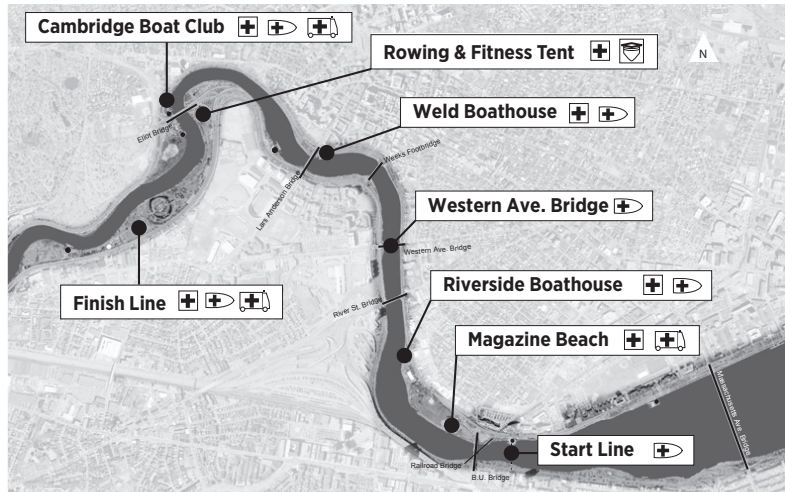 Cambridge Boat Club
Rowing & Fitness Tent
N
Weld Boathouse
Eliot Bridge
Weeks Footbridge
Lars Anderson Bridge
Western Ave. Bridge
Western Ave. Bridge
Finish Line
Riverside Boathouse
River St. Bridge
Magazine Beach
Massachusetts Ave. Bridge
Start Line
Railroad Bridge
B.U. Bridge